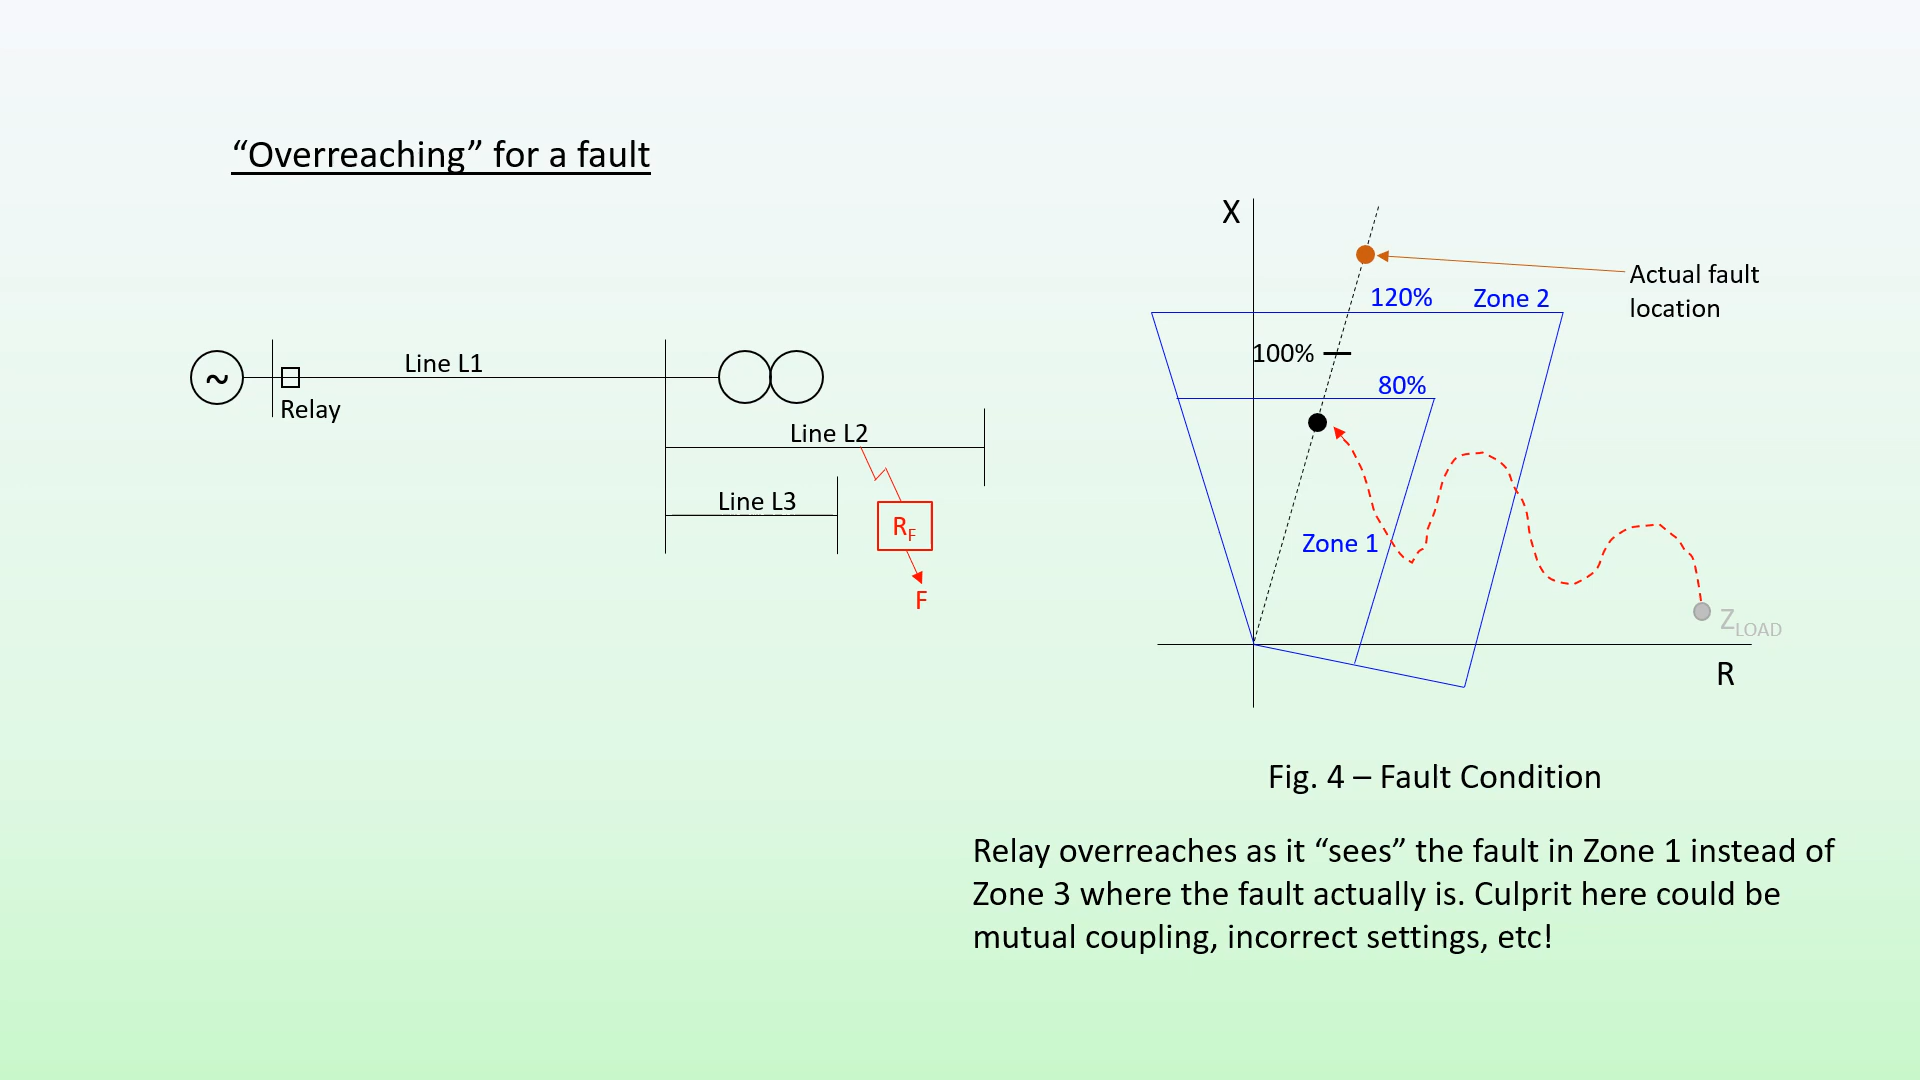 “Overreaching” for a fault
~
Line L1
Relay
Line L2
Line L3
RF
F
X
Actual fault
location
120%
Zone 2
100%
80%
Zone 1
ZLOAD
R
Fig. 4 – Fault Condition
Relay overreaches as it “sees” the fault in Zone 1 instead of
Zone 3 where the fault actually is. Culprit here could be
mutual coupling, incorrect settings, etc!